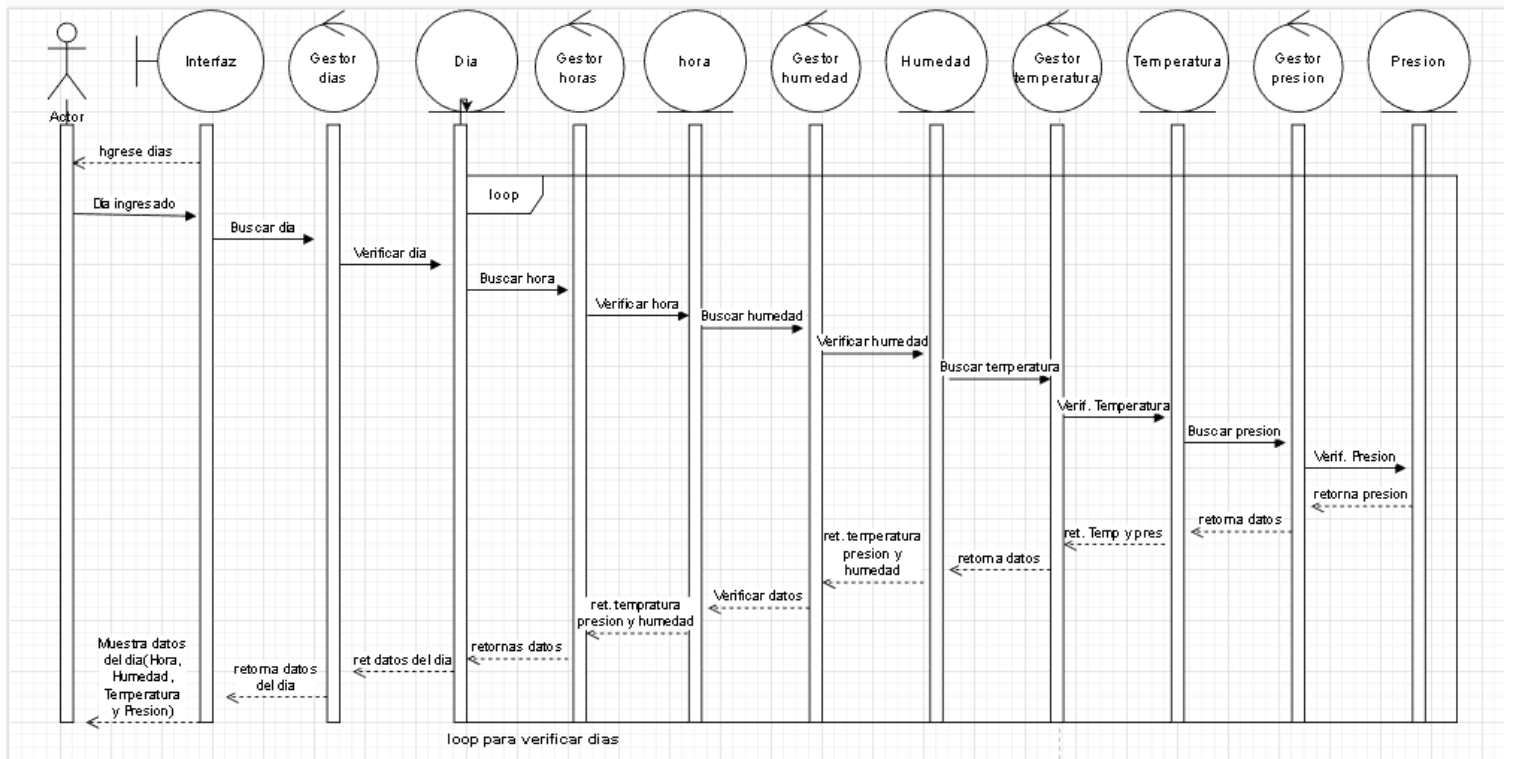 Interfaz
Gestor
dias
Dia
Gestor
horas
hora
Gestor
humedad
Humedad
Gestor
temperatura
Temperatura
Gestor
presion
Presion
Actor
Ingrese dias
loop
Dia ingresado
Buscar dia
Verificar dia
Buscar hora
Verificar hora
Buscar humedad
Verificar humedad
Buscar temperatura
Verif. Temperatura
Buscar presion
Verif. Presion
retorna presion
retorna datos
ret. Temp y pres
retorna datos
ret. temperatura
presion y
humedad
Verificar datos
ret. tempratura
presion y humedad
retornas datos
ret datos del dia
retorna datos
del dia
Muestra datos
del dia(Hora,
Humedad,
Temperatura
y Presion)
loop para verificar dias